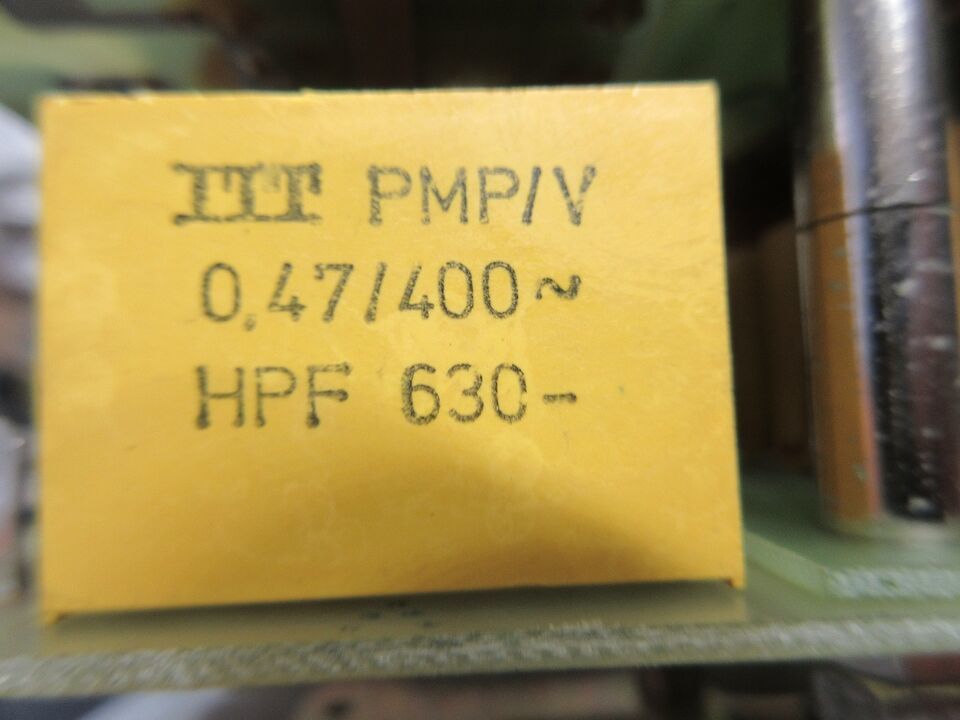 ITT PMP/V
0,47/400~
HPF 630-